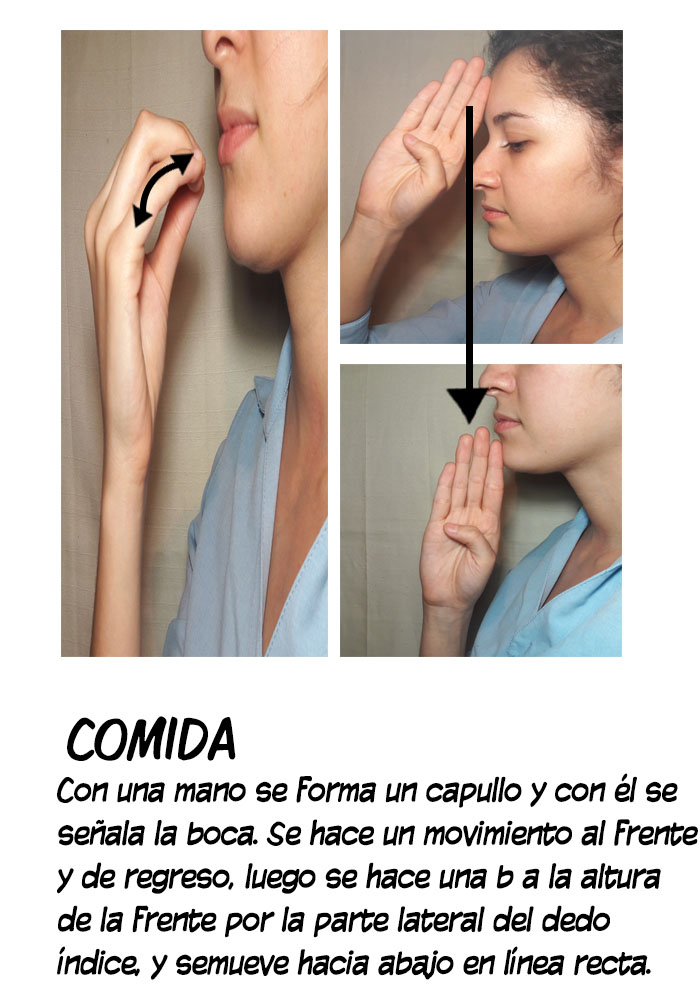 COMIDA
Con una mano se Forma un capullo y con él se
señala la boca. Se hace un movimiento al Frente
y de regreso, luego se hace una b a la altura
de la Frente por la parte lateral del dedo
índice, y semueve hacia abajo en línea recta.